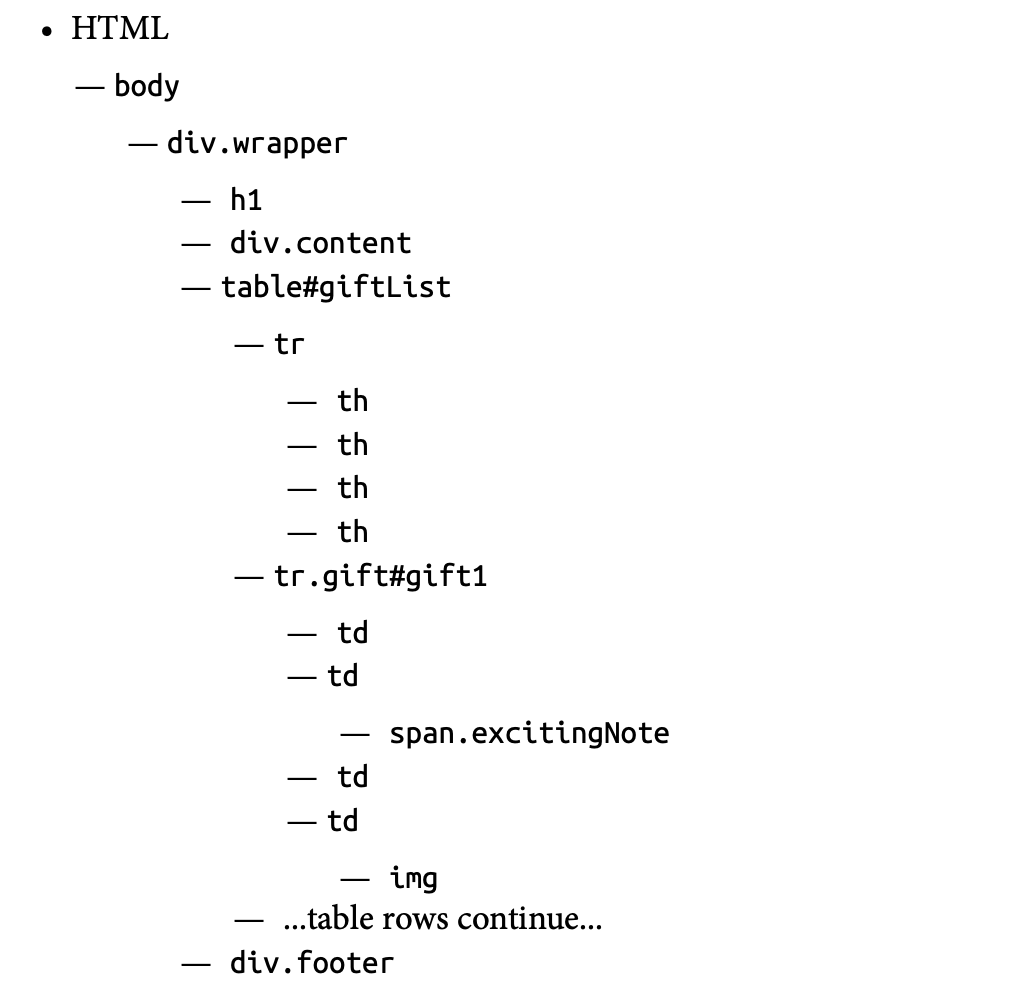 • HTML
— body
— div.wrapper
— h1
— div.content
— table#giftList
— tr
— th
— th
— th
— th
— tr.gift#gift1
— td
— td
— span.excitingNote
— td
— td
— img
— ...table rows continue...
— div.footer